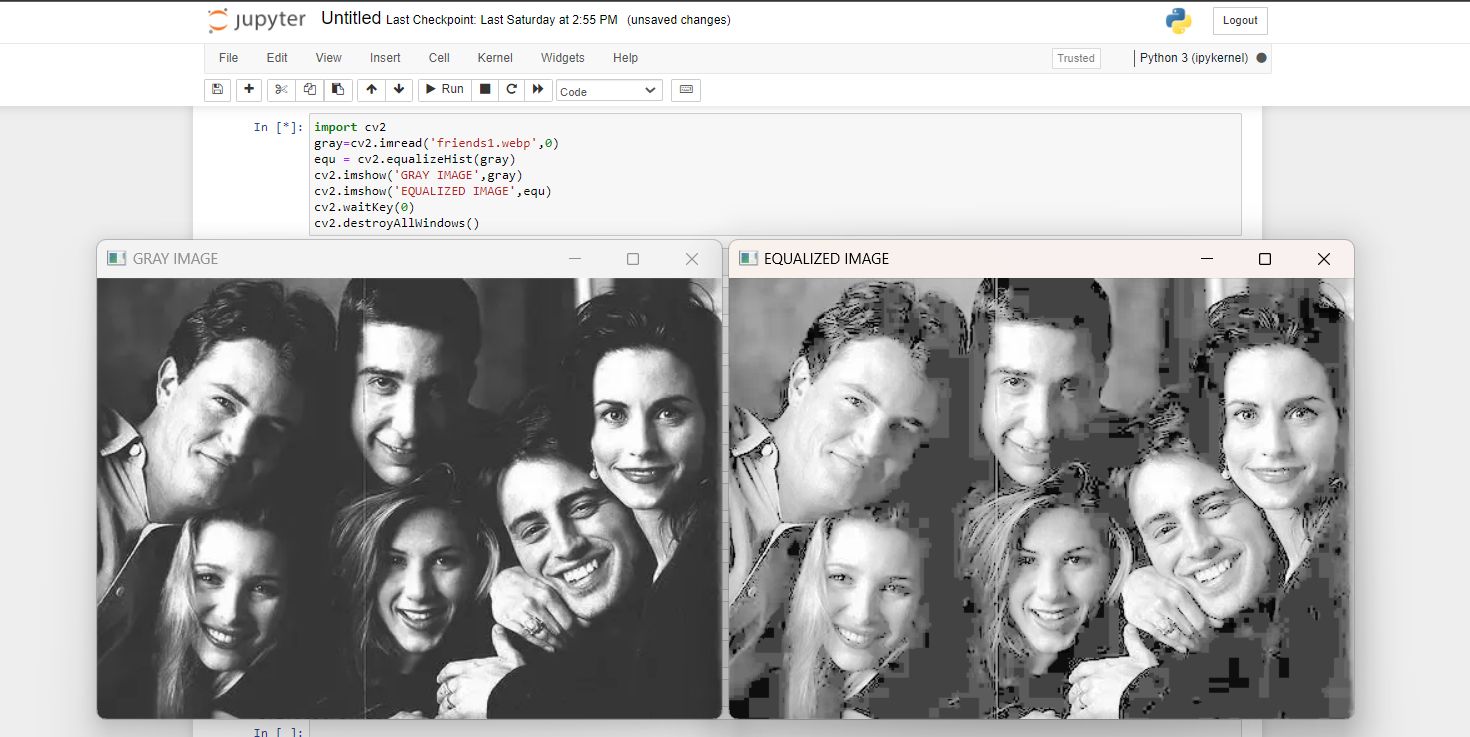 jupyter Untitled Last Checkpoint: Last Saturday at 2:55 PM (unsaved changes) Logout
File Edit View Insert Cell Kernel Widgets Help Trusted Python 3 (ipykernel)
Run Code
In [*]: import cv2
gray=cv2.imread('friends1.webp',0)
equ = cv2.equalizeHist(gray)
cv2.imshow('GRAY IMAGE',gray)
cv2.imshow('EQUALIZED IMAGE',equ)
cv2.waitKey(0)
cv2.destroyAllWindows()
GRAY IMAGE EQUALIZED IMAGE
In [ ]: